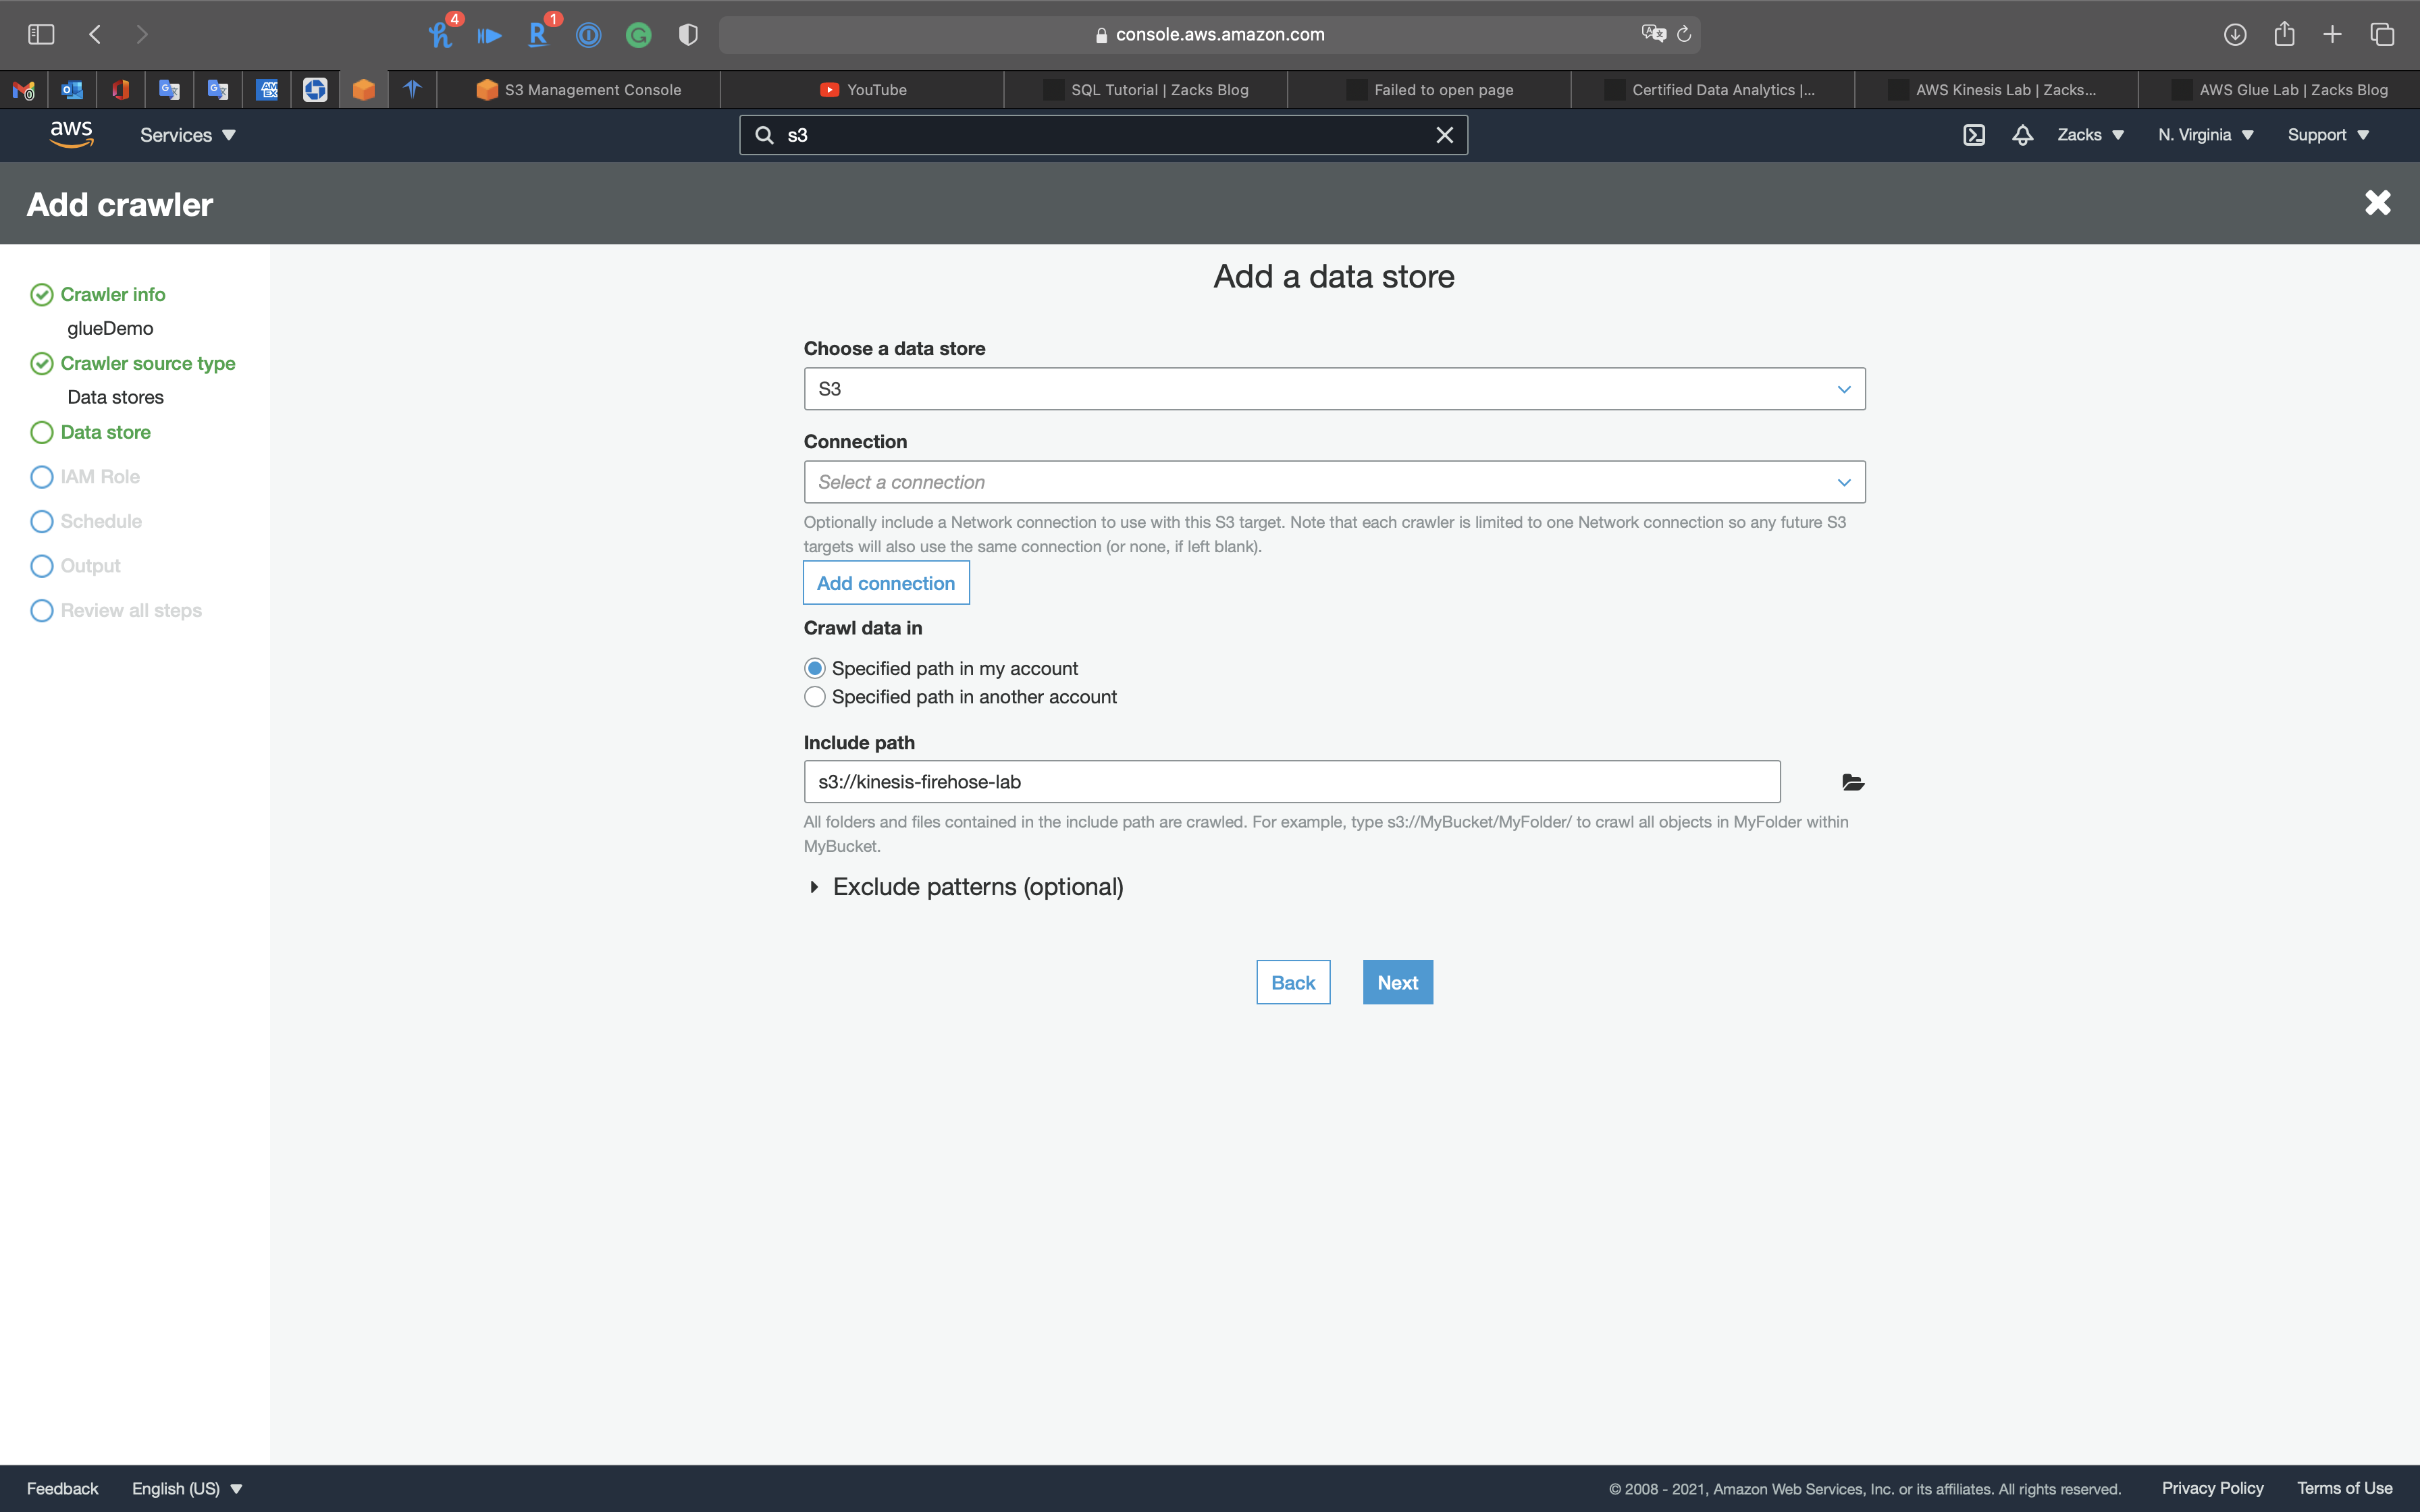 4
1
console.aws.amazon.com
S3 Management Console
YouTube
SQL Tutorial | Zacks Blog
Failed to open page
Certified Data Analytics |...
AWS Kinesis Lab | Zacks...
AWS Glue Lab | Zacks Blog
aws
Services
s3
Zacks
N. Virginia
Support
Add crawler
Crawler info
glueDemo
Crawler source type
Data stores
Data store
IAM Role
Schedule
Output
Review all steps
Add a data store
Choose a data store
S3
Connection
Select a connection
Optionally include a Network connection to use with this S3 target. Note that each crawler is limited to one Network connection so any future S3
targets will also use the same connection (or none, if left blank).
Add connection
Crawl data in
Specified path in my account
Specified path in another account
Include path
s3://kinesis-firehose-lab
All folders and files contained in the include path are crawled. For example, type s3://MyBucket/MyFolder/ to crawl all objects in MyFolder within
MyBucket.
Exclude patterns (optional)
Back
Next
Feedback
English (US)
© 2008 - 2021, Amazon Web Services, Inc. or its affiliates. All rights reserved.
Privacy Policy
Terms of Use